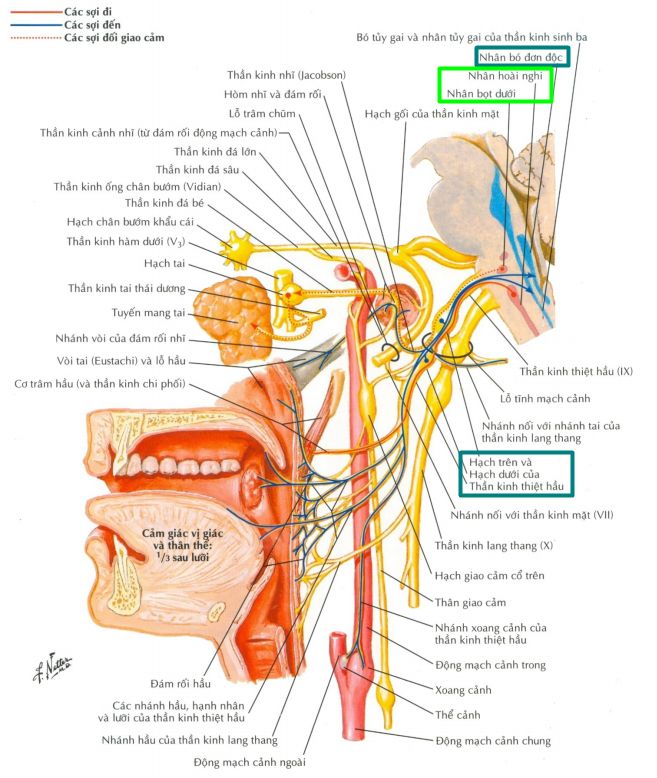 Các sợi đi
Các sợi đến
Các sợi đối giao cảm
Bó tủy gai và nhân tủy gai của thần kinh sinh ba
Nhân bó đơn độc
Nhân hoài nghi
Nhân bọt dưới
Hạch gối của thần kinh mặt
Thần kinh nhĩ (Jacobson)
Hòm nhĩ và đám rối
Lỗ trâm chũm
Thần kinh cảnh nhĩ (từ đám rối động mạch cảnh)
Thần kinh đá lớn
Thần kinh đá sâu
Thần kinh ống chân bướm (Vidian)
Thần kinh đá bé
Hạch chân bướm khẩu cái
Thần kinh hàm dưới (V₃)
Hạch tai
Thần kinh tai thái dương
Tuyến mang tai
Nhánh vòi của đám rối nhĩ
Vòi tai (Eustachi) và lỗ hầu
Cơ trâm hầu (và thần kinh chi phối)
Thần kinh thiệt hầu (IX)
Lỗ tĩnh mạch cảnh
Nhánh nối với nhánh tai của
thần kinh lang thang
Hạch trên và
Hạch dưới của
Thần kinh thiệt hầu
Nhánh nối với thần kinh mặt (VII)
Thần kinh lang thang (X)
Hạch giao cảm cổ trên
Thân giao cảm
Nhánh xoang cảnh của
thần kinh thiệt hầu
Động mạch cảnh trong
Xoang cảnh
Thể cảnh
Động mạch cảnh chung
Cảm giác vị giác
và thân thể:
1/3 sau lưỡi
Đám rối hầu
Các nhánh hầu, hạnh nhân
và lưỡi của thần kinh thiệt hầu
Nhánh hầu của thần kinh lang thang
Động mạch cảnh ngoài
F. Netter
M.D.